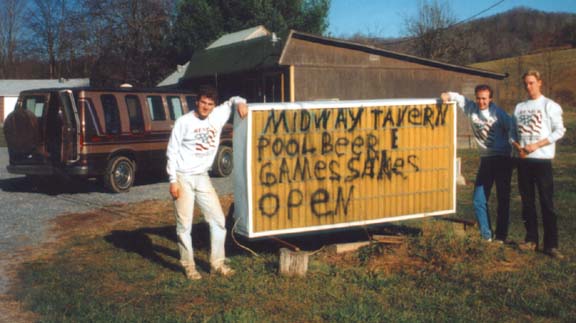 MIDWAY TAVERN
POOL BEER E
GAMES SANES
OPEN